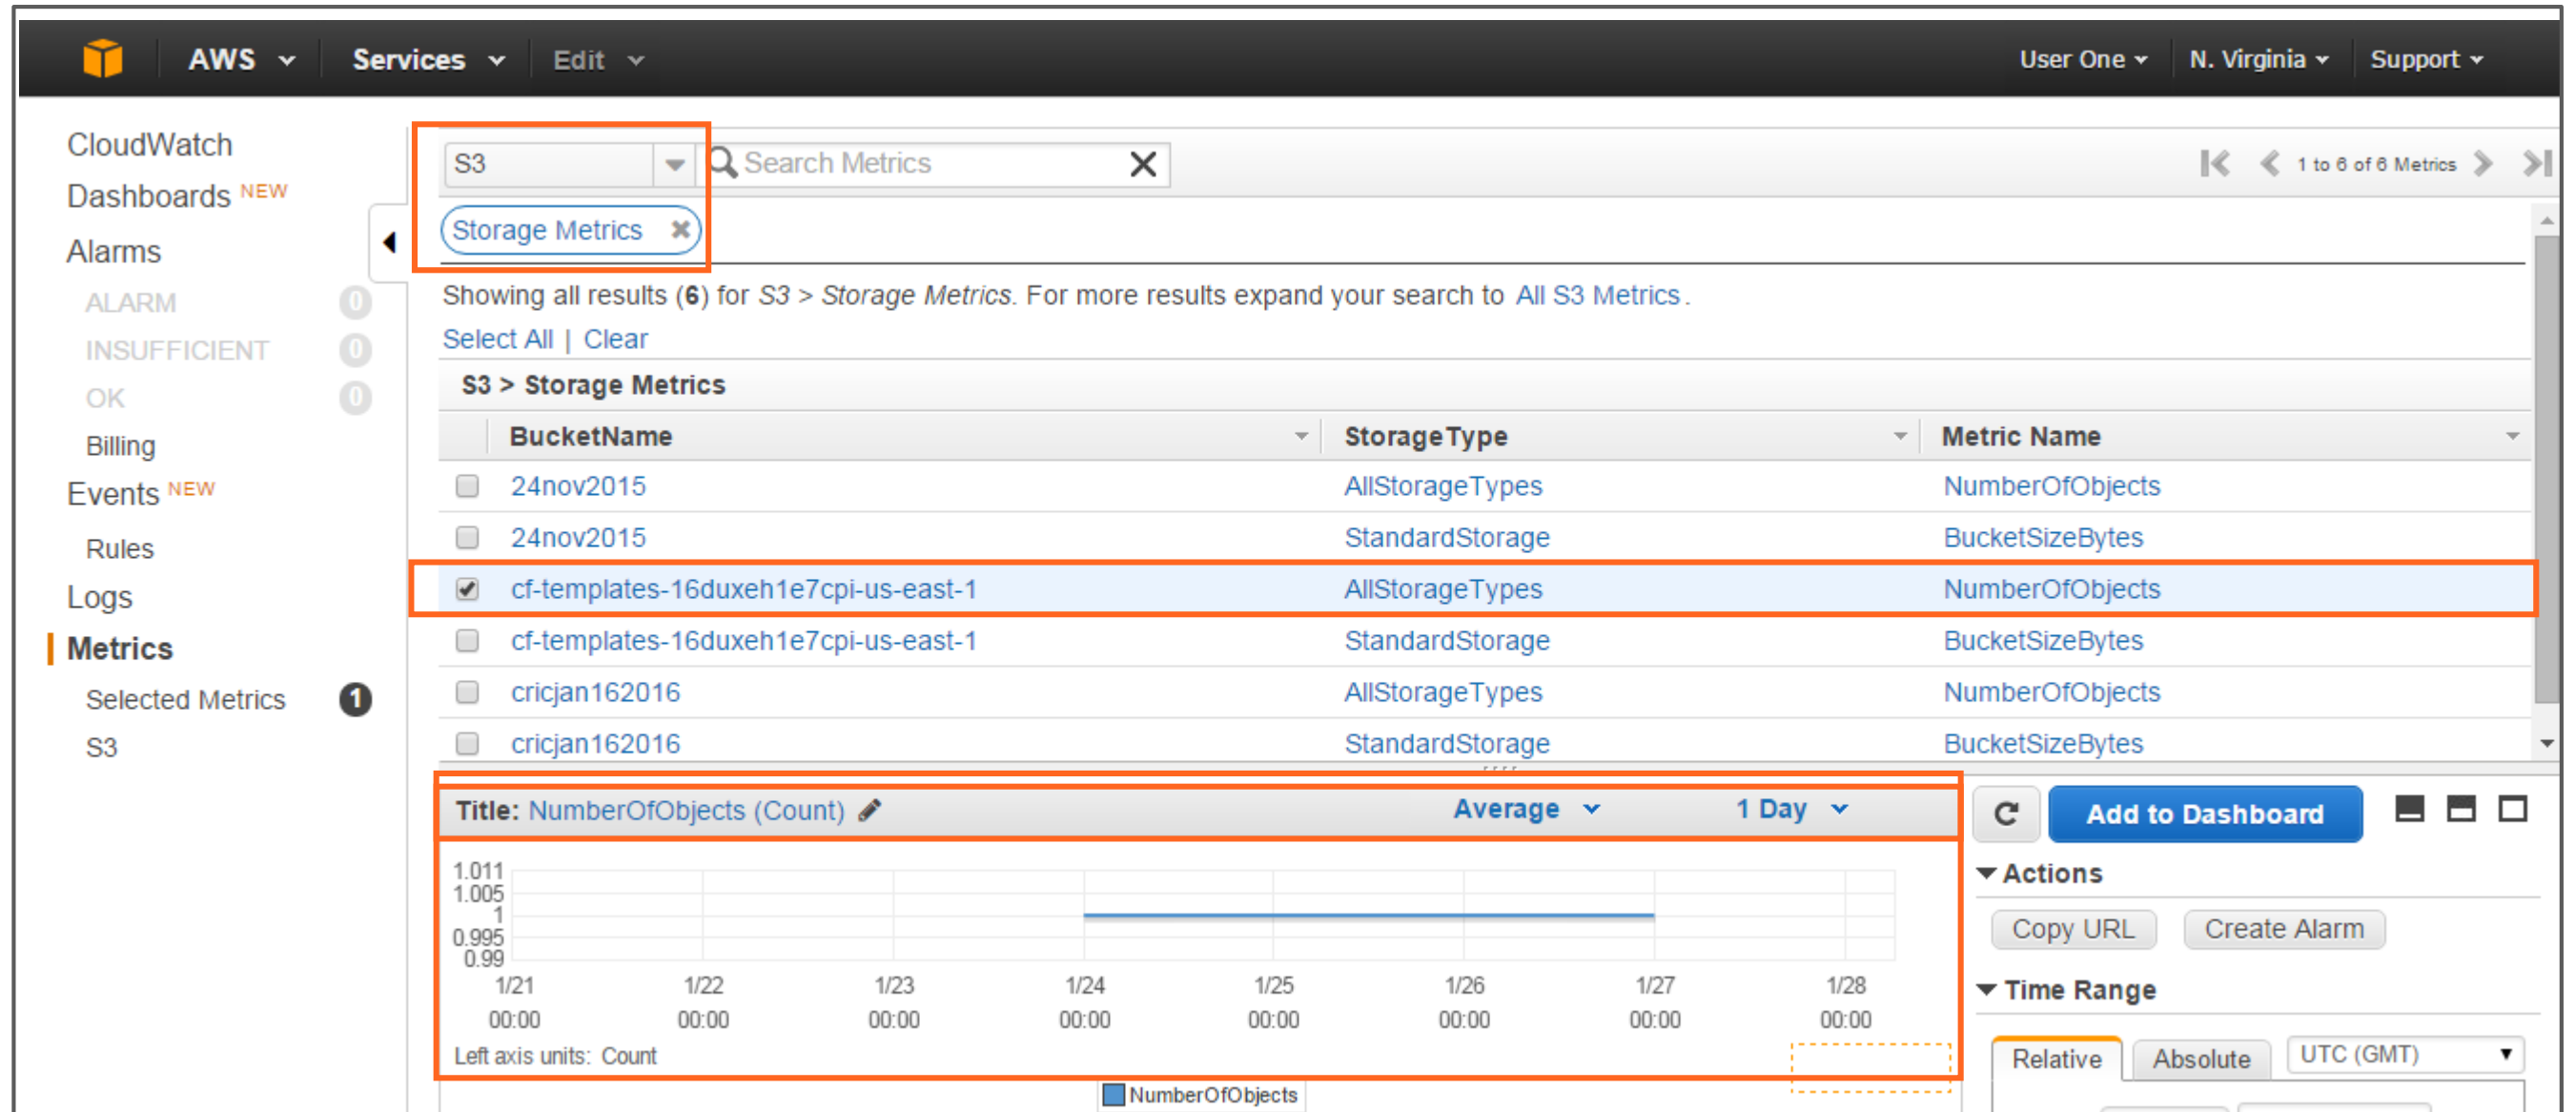 AWS Services Edit User One N. Virginia Support
CloudWatch
Dashboards NEW
Alarms
ALARM 0
INSUFFICIENT 0
OK 0
Billing
Events NEW
Rules
Logs
Metrics
Selected Metrics 1
S3
S3 Search Metrics 1 to 6 of 6 Metrics
Storage Metrics
Showing all results (6) for S3 > Storage Metrics. For more results expand your search to All S3 Metrics.
Select All | Clear
S3 > Storage Metrics
BucketName StorageType Metric Name
24nov2015 AllStorageTypes NumberOfObjects
24nov2015 StandardStorage BucketSizeBytes
cf-templates-16duxeh1e7cpi-us-east-1 AllStorageTypes NumberOfObjects
cf-templates-16duxeh1e7cpi-us-east-1 StandardStorage BucketSizeBytes
cricjan162016 AllStorageTypes NumberOfObjects
cricjan162016 StandardStorage BucketSizeBytes
Title: NumberOfObjects (Count) Average 1 Day
1.011
1.005
1
0.995
0.99
1/21 1/22 1/23 1/24 1/25 1/26 1/27 1/28
00:00 00:00 00:00 00:00 00:00 00:00 00:00 00:00
Left axis units: Count
NumberOfObjects
Add to Dashboard
Actions
Copy URL Create Alarm
Time Range
Relative Absolute UTC (GMT)